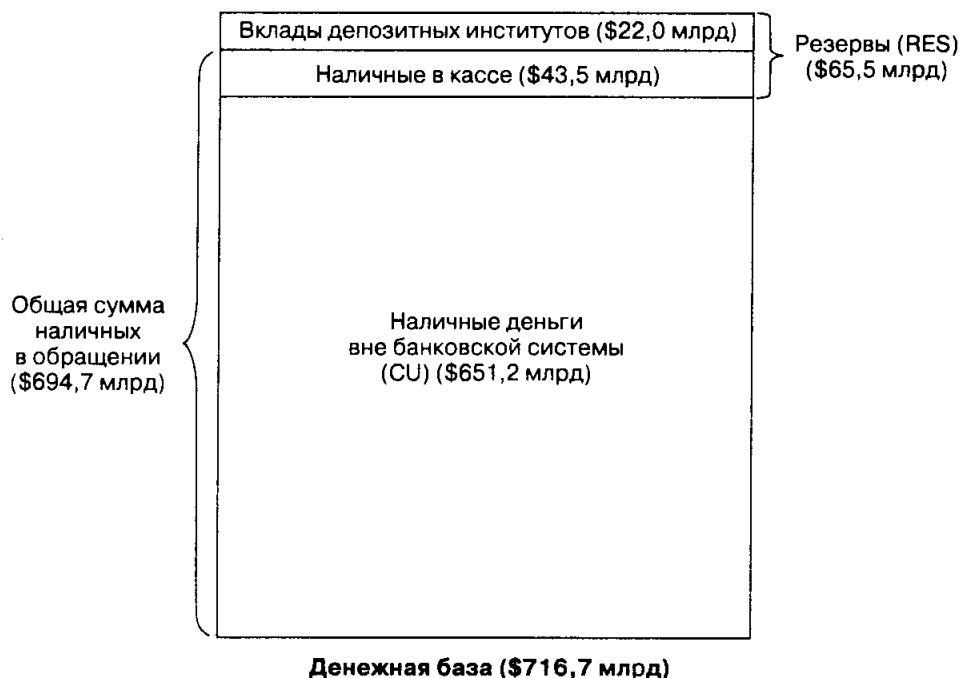 Вклады депозитных институтов ($22,0 млрд)
Наличные в кассе ($43,5 млрд)
Резервы (RES)
($65,5 млрд)
Общая сумма
наличных
в обращении
($694,7 млрд)
Наличные деньги
вне банковской системы
(CU) ($651,2 млрд)
Денежная база ($716,7 млрд)